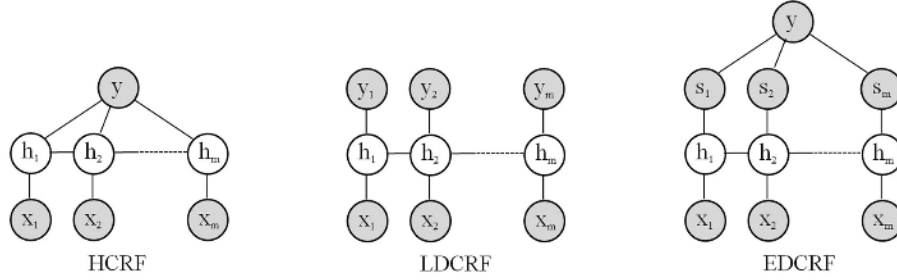 y
y
y₁ y₂ yₘ
s₁ s₂ sₘ
h₁ h₂ hₘ
h₁ h₂ hₘ
h₁ h₂ hₘ
x₁ x₂ xₘ
x₁ x₂ xₘ
x₁ x₂ xₘ
HCRF LDCRF EDCRF